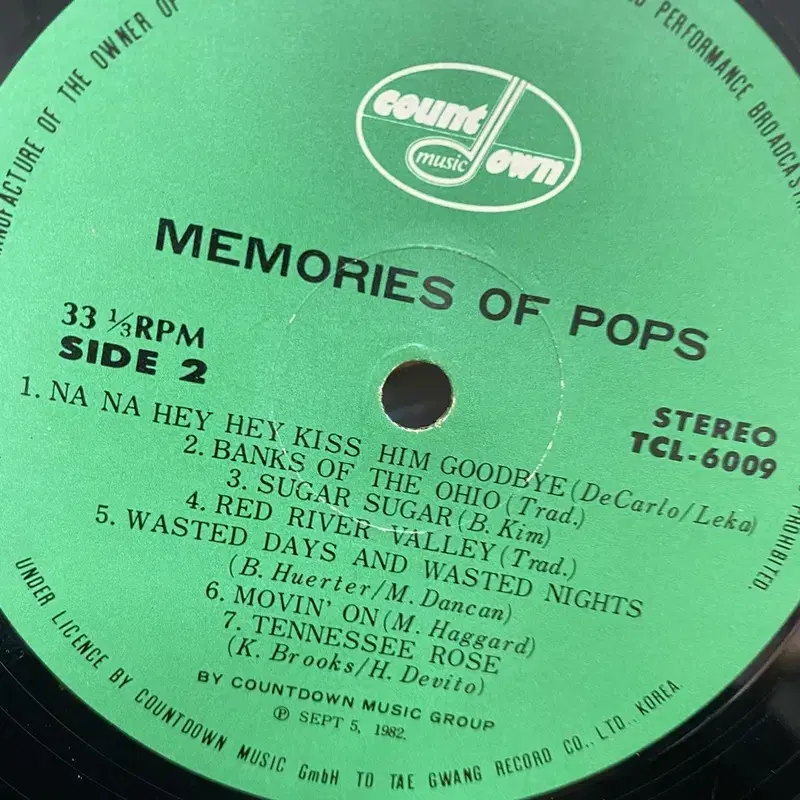 MANUFACTURE OF THE OWNER OF
PERFORMANCE BROADCASTING
PROHIBITED.
count down
music
MEMORIES OF POPS
33 ⅓RPM
SIDE 2
STEREO
TCL-6009
1. NA NA HEY HEY KISS HIM GOODBYE (DeCarlo/Leka)
2. BANKS OF THE OHIO (Trad.)
3. SUGAR SUGAR (B. Kim)
4. RED RIVER VALLEY (Trad.)
5. WASTED DAYS AND WASTED NIGHTS
(B. Huerter/M. Dancan)
6. MOVIN' ON (M. Haggard)
7. TENNESSEE ROSE
(K. Brooks/H. Devito)
BY COUNTDOWN MUSIC GROUP
℗ SEPT 5, 1982.
UNDER LICENCE BY COUNTDOWN MUSIC GmbH TO TAE GWANG RECORD CO., LTD., KOREA